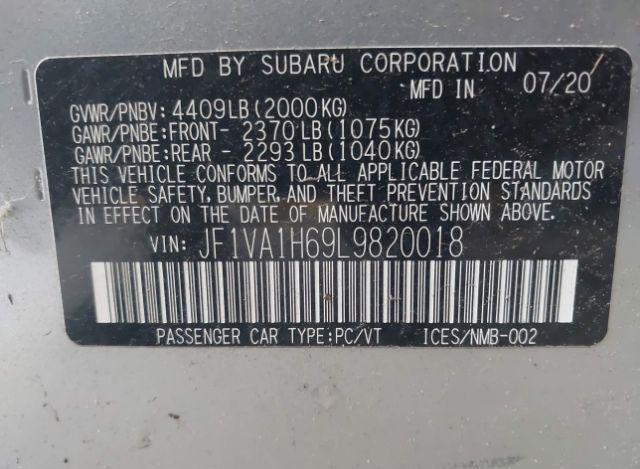 MFD BY SUBARU CORPORATION
MFD IN 07/20
GVWR/PNBV: 4409LB(2000KG)
GAWR/PNBE:FRONT- 2370LB(1075KG)
GAWR/PNBE:REAR - 2293LB(1040KG)
THIS VEHICLE CONFORMS TO ALL APPLICABLE FEDERAL MOTOR
VEHICLE SAFETY, BUMPER, AND THEFT PREVENTION STANDARDS
IN EFFECT ON THE DATE OF MANUFACTURE SHOWN ABOVE.
VIN: JF1VA1H69L9820018
PASSENGER CAR TYPE:PC/VT ICES/NMB-002